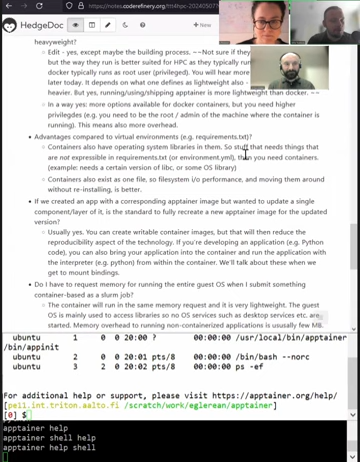 https://notes.coderefinery.org/tthpc4-240507?
HedgeDoc
heavyweight?
Edit - yes, except maybe the building process. ~~Not sure if they
but the way they run is better suited for HPC as they typically run
docker typically runs as root user (privileged). You will hear more
later today. It depends on what one defines as lightweight also -
heavier. But yes, running/using/shipping apptainer is more lightweight than docker. ~~
In a way yes: more options available for docker containers, but you need higher
privilegdes (e.g. you need to be the root / admin of the machine where the container is
running). This means also more overhead.
Advantages compared to virtual environments (e.g. requirements.txt)?
Containers also have operating system libraries in them. So stuff that needs things that
are not expressible in requirements.txt (or environment.yml), then you need containers.
(example: needs a certain version of libc, or some OS library)
Containers also exist as one file, so filesystem i/o performance, and moving them around
without re-installing, is better.
If we created an app with a corresponding apptainer image but wanted to update a single
component/layer of it, is the standard to fully recreate a new apptainer image for the updated
version?
Usually yes. You can create writable container images, but that will then reduce the
reproducibility aspect of the technology. If you're developing an application (e.g. Python
code), you can also bring your application into the container and run the application with
the interpreter (e.g. python) from within the container. We'll talk about these when we
get to mount bindings.
Do I have to request memory for running the entire guest OS when I submit something
container-based as a slurm job?
The container will run in the same memory request and it is very lightweight. The guest
OS is mainly used to access libraries so no OS services such as desktop services etc. are
started. Memory overhead to running non-containerized applications is usually few MB.
ubuntu 1 0 0 20:00 ? 00:00:00 /usr/local/bin/apptainer
/bin/appinit
ubuntu 2 1 0 20:01 pts/8 00:00:00 /bin/bash --norc
ubuntu 3 2 0 20:02 pts/8 00:00:00 ps -ef
For additional help or support, please visit https://apptainer.org/help/
[pe11.int.triton.aalto.fi /scratch/work/eglerean/apptainer]
[0] $
apptainer help
apptainer shell help
apptainer help shell